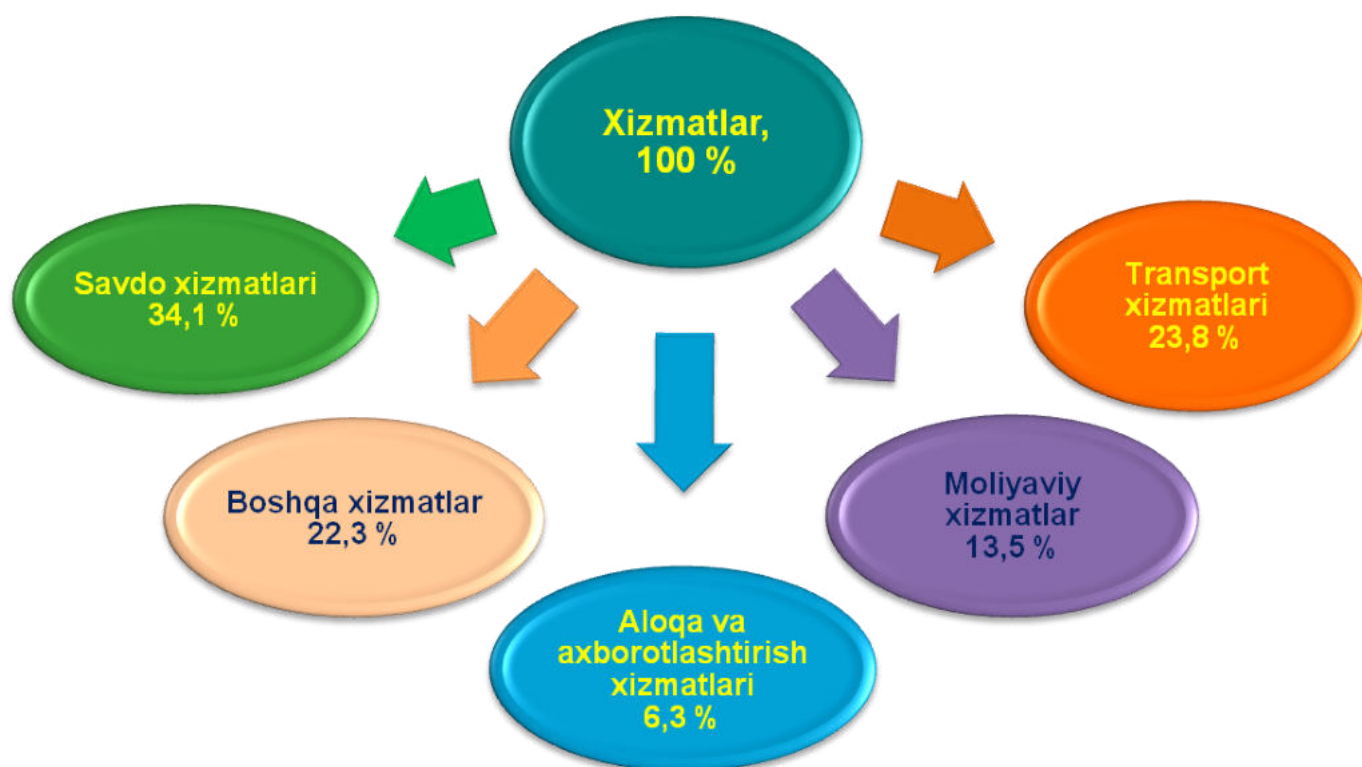 Xizmatlar,
100 %
Savdo xizmatlari
34,1 %
Transport
xizmatlari
23,8 %
Boshqa xizmatlar
22,3 %
Moliyaviy
xizmatlar
13,5 %
Aloqa va
axborotlashtirish
xizmatlari
6,3 %